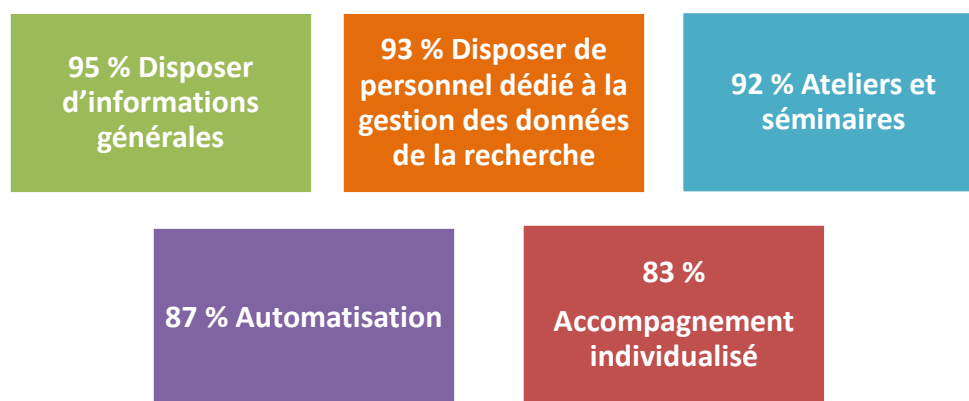 95 % Disposer
d’informations
générales
93 % Disposer de
personnel dédié à la
gestion des données
de la recherche
92 % Ateliers et
séminaires
87 % Automatisation
83 %
Accompagnement
individualisé